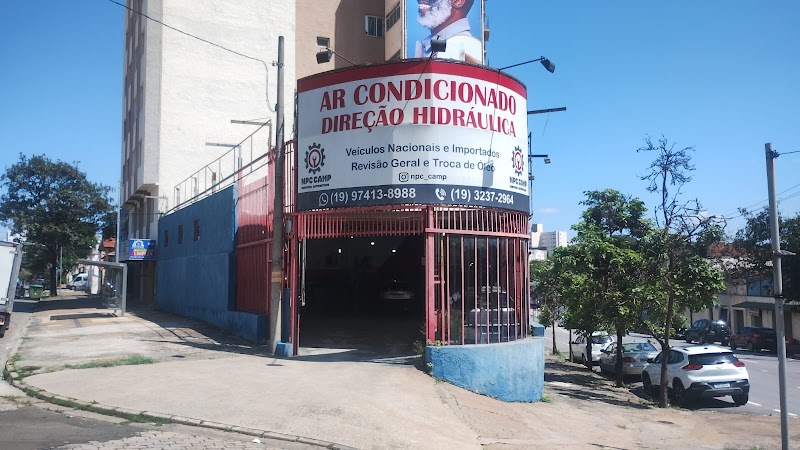 AR CONDICIONADO
DIREÇÃO HIDRÁULICA
Veículos Nacionais e Importados
Revisão Geral e Troca de Óleo
NPC CAMP
npc_camp
NPC CAMP
(19) 97413-8988
(19) 3237-2964